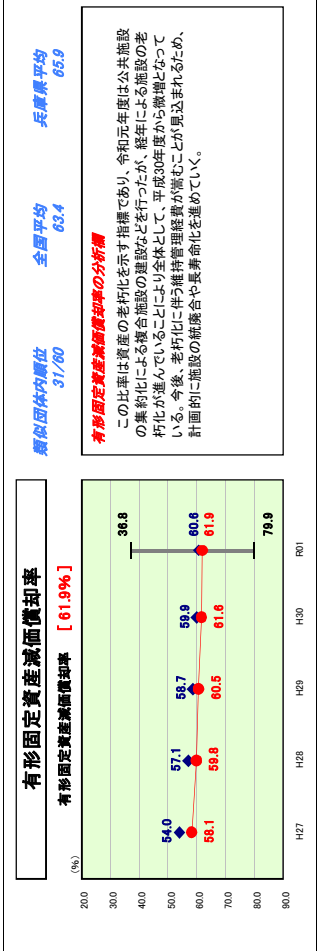 有形固定資産減価償却率
有形固定資産減価償却率 [ 61.9% ]
(%)
20.0
30.0
40.0
50.0
60.0
70.0
80.0
90.0
54.0
57.1
58.7
59.9
60.6
58.1
59.8
60.5
61.6
61.9
36.8
79.9
H27
H28
H29
H30
R01
類似団体内順位
31/60
全国平均
63.4
兵庫県平均
65.9
有形固定資産減価償却率の分析欄
この比率は資産の老朽化を示す指標であり、令和元年度は公共施設
の集約化による複合施設の建設などを行ったが、経年による施設の老
朽化が進んでいることにより全体として、平成30年度から微増となって
いる。今後、老朽化に伴う維持管理経費が嵩むことが見込まれるため、
計画的に施設の統廃合や長寿命化を進めていく。